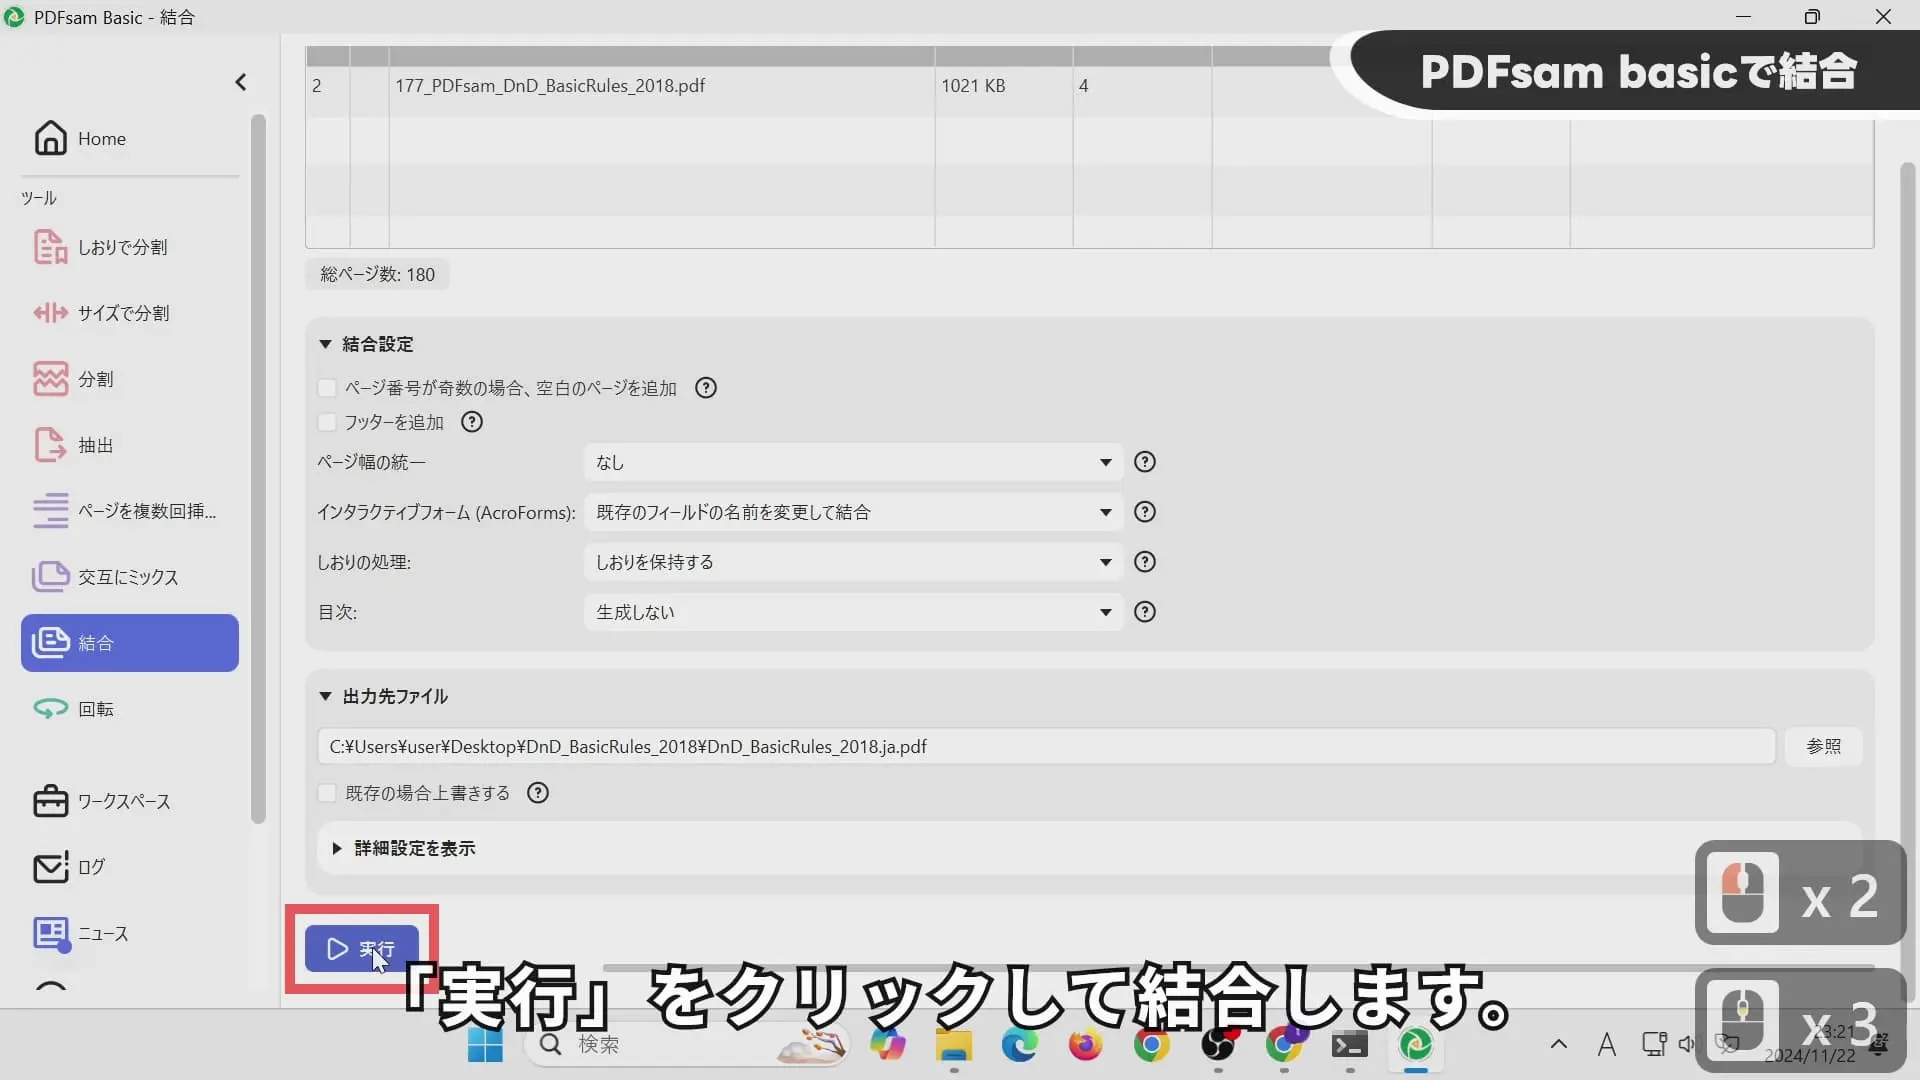 PDFsam Basic - 結合
PDFsam basicで結合
2 177_PDFsam_DnD_BasicRules_2018.pdf 1021 KB 4
Home
ツール
しおりで分割
サイズで分割
分割
抽出
ページを複数回挿...
交互にミックス
結合
回転
ワークスペース
ログ
ニュース
総ページ数: 180
結合設定
ページ番号が奇数の場合、空白のページを追加
フッターを追加
ページ幅の統一 なし
インタラクティブフォーム (AcroForms): 既存のフィールドの名前を変更して結合
しおりの処理: しおりを保持する
目次: 生成しない
出力先ファイル
C:¥Users¥user¥Desktop¥DnD_BasicRules_2018¥DnD_BasicRules_2018.ja.pdf 参照
既存の場合上書きする
詳細設定を表示
x 2
実行
「実行」をクリックして結合します。
x 3
検索
A
23:21
2024/11/22